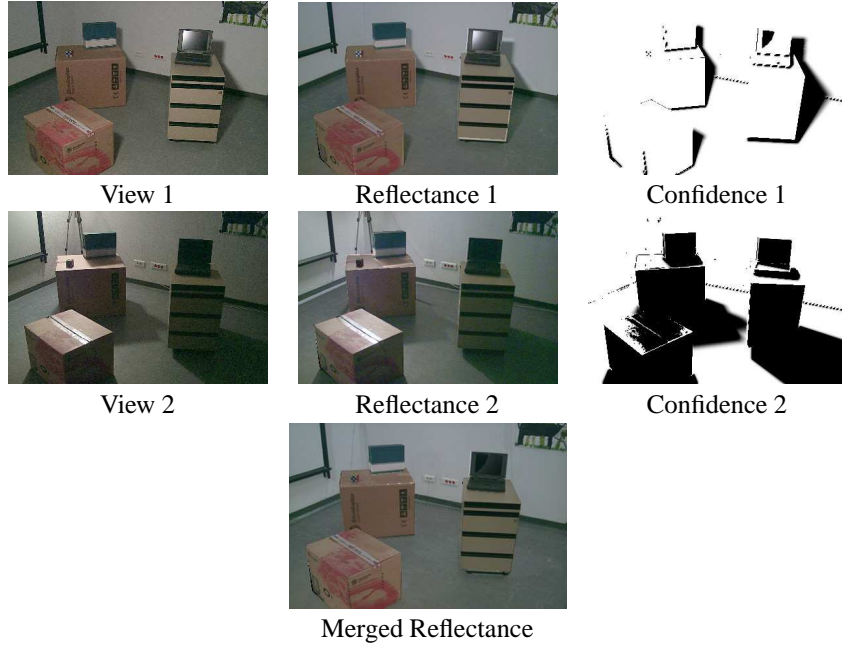 View 1
Reflectance 1
Confidence 1
View 2
Reflectance 2
Confidence 2
Merged Reflectance